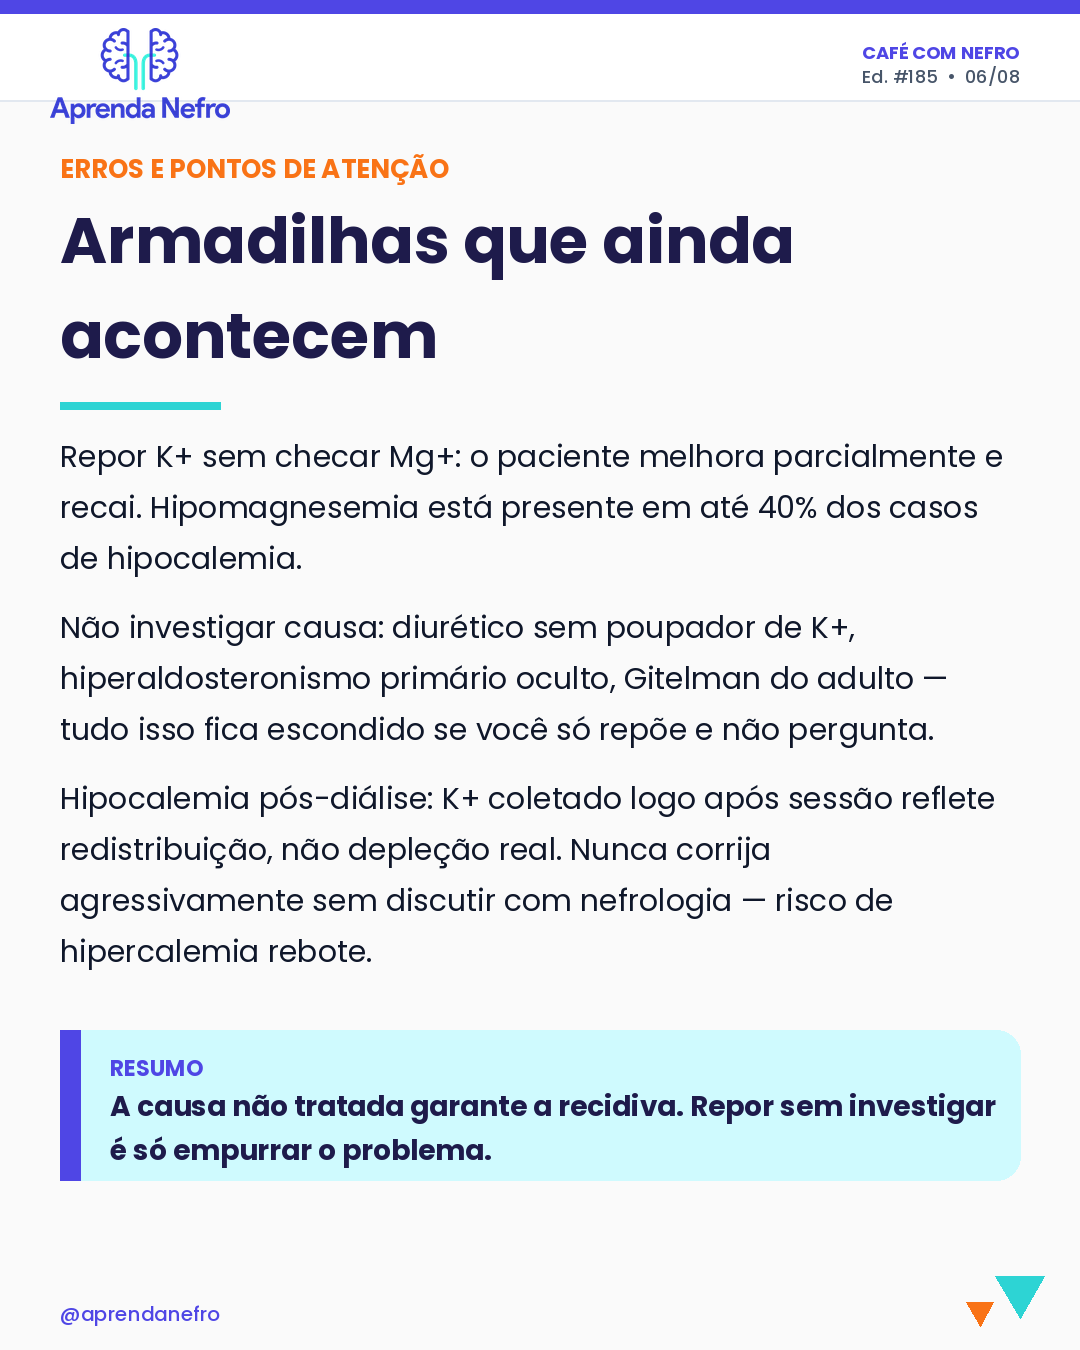 Aprenda Nefro
CAFÉ COM NEFRO
Ed. #185 • 06/08
ERROS E PONTOS DE ATENÇÃO
Armadilhas que ainda
acontecem
Repor K+ sem checar Mg+: o paciente melhora parcialmente e
recai. Hipomagnesemia está presente em até 40% dos casos
de hipocalemia.
Não investigar causa: diurético sem poupador de K+,
hiperaldosteronismo primário oculto, Gitelman do adulto —
tudo isso fica escondido se você só repõe e não pergunta.
Hipocalemia pós-diálise: K+ coletado logo após sessão reflete
redistribuição, não depleção real. Nunca corrija
agressivamente sem discutir com nefrologia — risco de
hipercalemia rebote.
RESUMO
A causa não tratada garante a recidiva. Repor sem investigar
é só empurrar o problema.
@aprendanefro